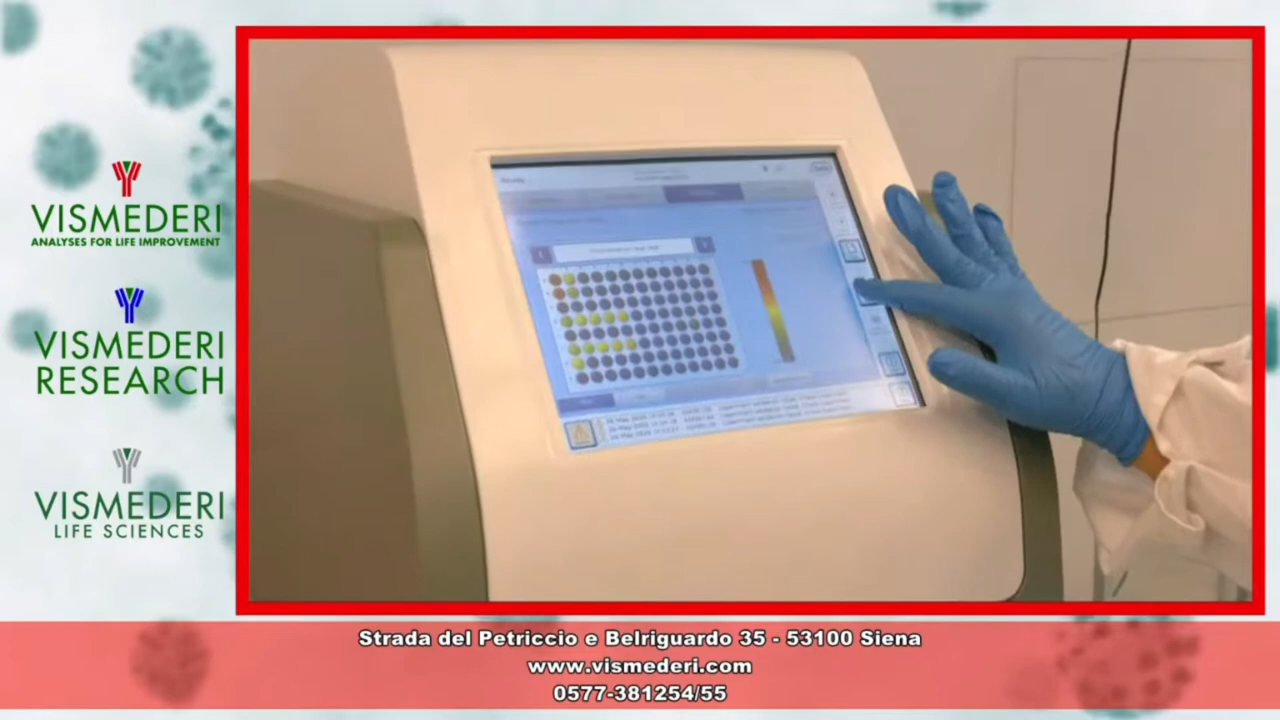 VISMEDERI
ANALYSES FOR LIFE IMPROVEMENT
VISMEDERI
RESEARCH
VISMEDERI
LIFE SCIENCES
Strada del Petriccio e Belriguardo 35 - 53100 Siena
www.vismederi.com
0577-381254/55